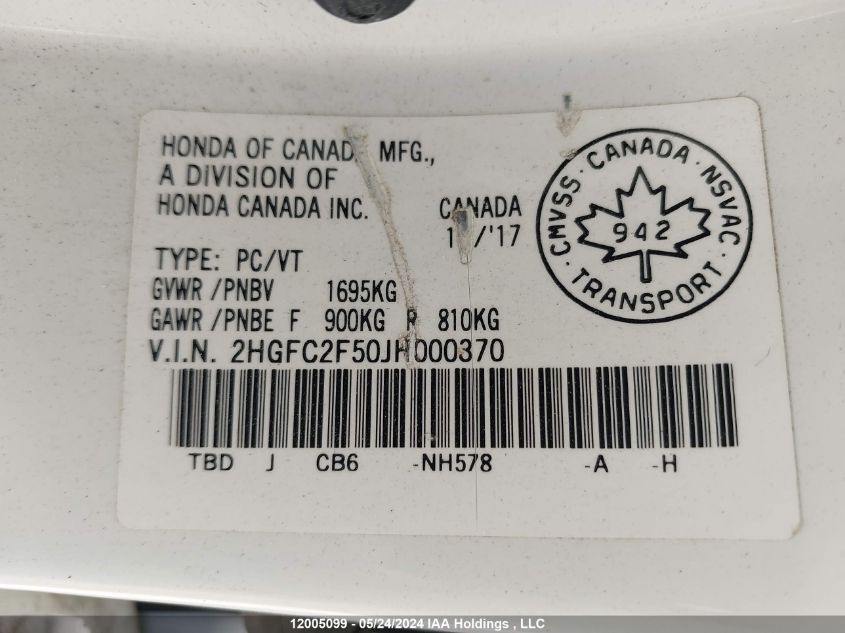 HONDA OF CANADA MFG.,
A DIVISION OF
HONDA CANADA INC. CANADA
/'17
TYPE: PC/VT
GVWR /PNBV 1695KG
GAWR /PNBE F 900KG R 810KG
V.I.N. 2HGFC2F50JH000370
TBD J CB6 -NH578 -A -H
CMVSS · CANADA · NSVAC · TRANSPORT ·
942
12005099 - 05/24/2024 IAA Holdings , LLC